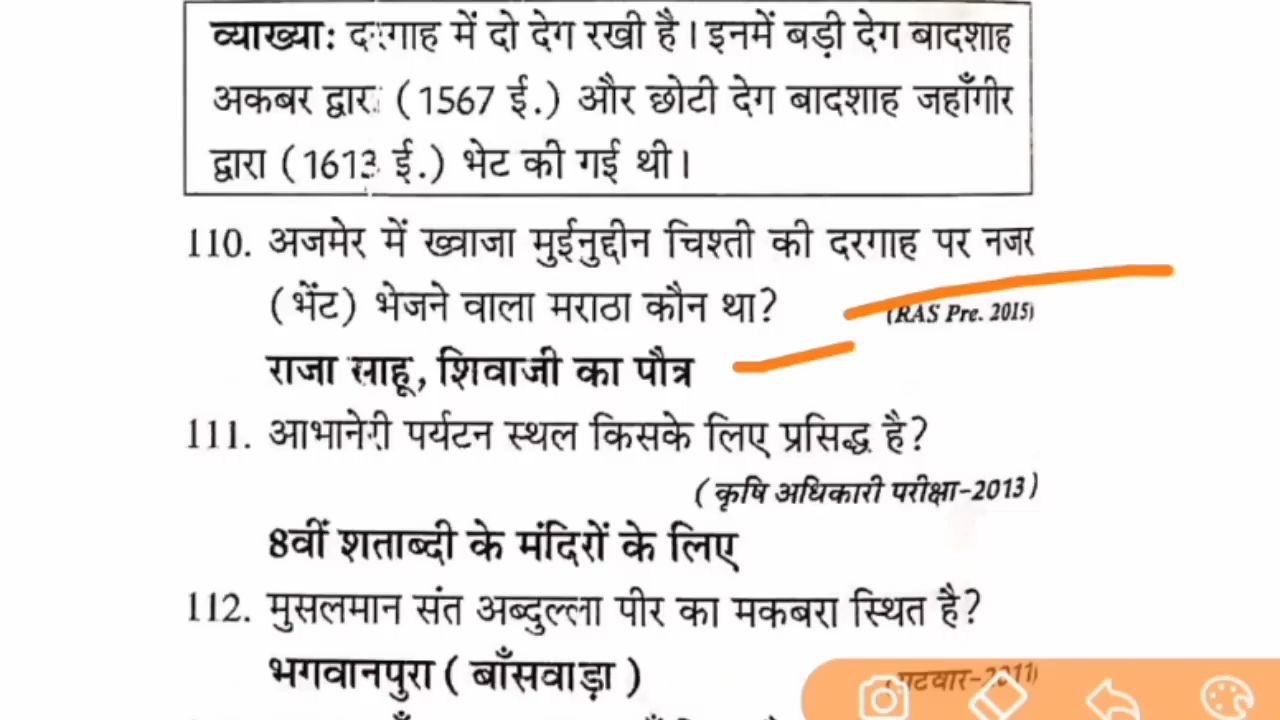 व्याख्या: दरगाह में दो देग रखी है। इनमें बड़ी देग बादशाह
अकबर द्वारा (1567 ई.) और छोटी देग बादशाह जहाँगीर
द्वारा (1613 ई.) भेट की गई थी।
110. अजमेर में ख्वाजा मुईनुद्दीन चिश्ती की दरगाह पर नजर
(भेंट) भेजने वाला मराठा कौन था? (RAS Pre. 2015)
राजा साहू, शिवाजी का पौत्र
111. आभानेरी पर्यटन स्थल किसके लिए प्रसिद्ध है?
(कृषि अधिकारी परीक्षा-2013)
8वीं शताब्दी के मंदिरों के लिए
112. मुसलमान संत अब्दुल्ला पीर का मकबरा स्थित है?
भगवानपुरा (बाँसवाड़ा) (पटवार-2011)